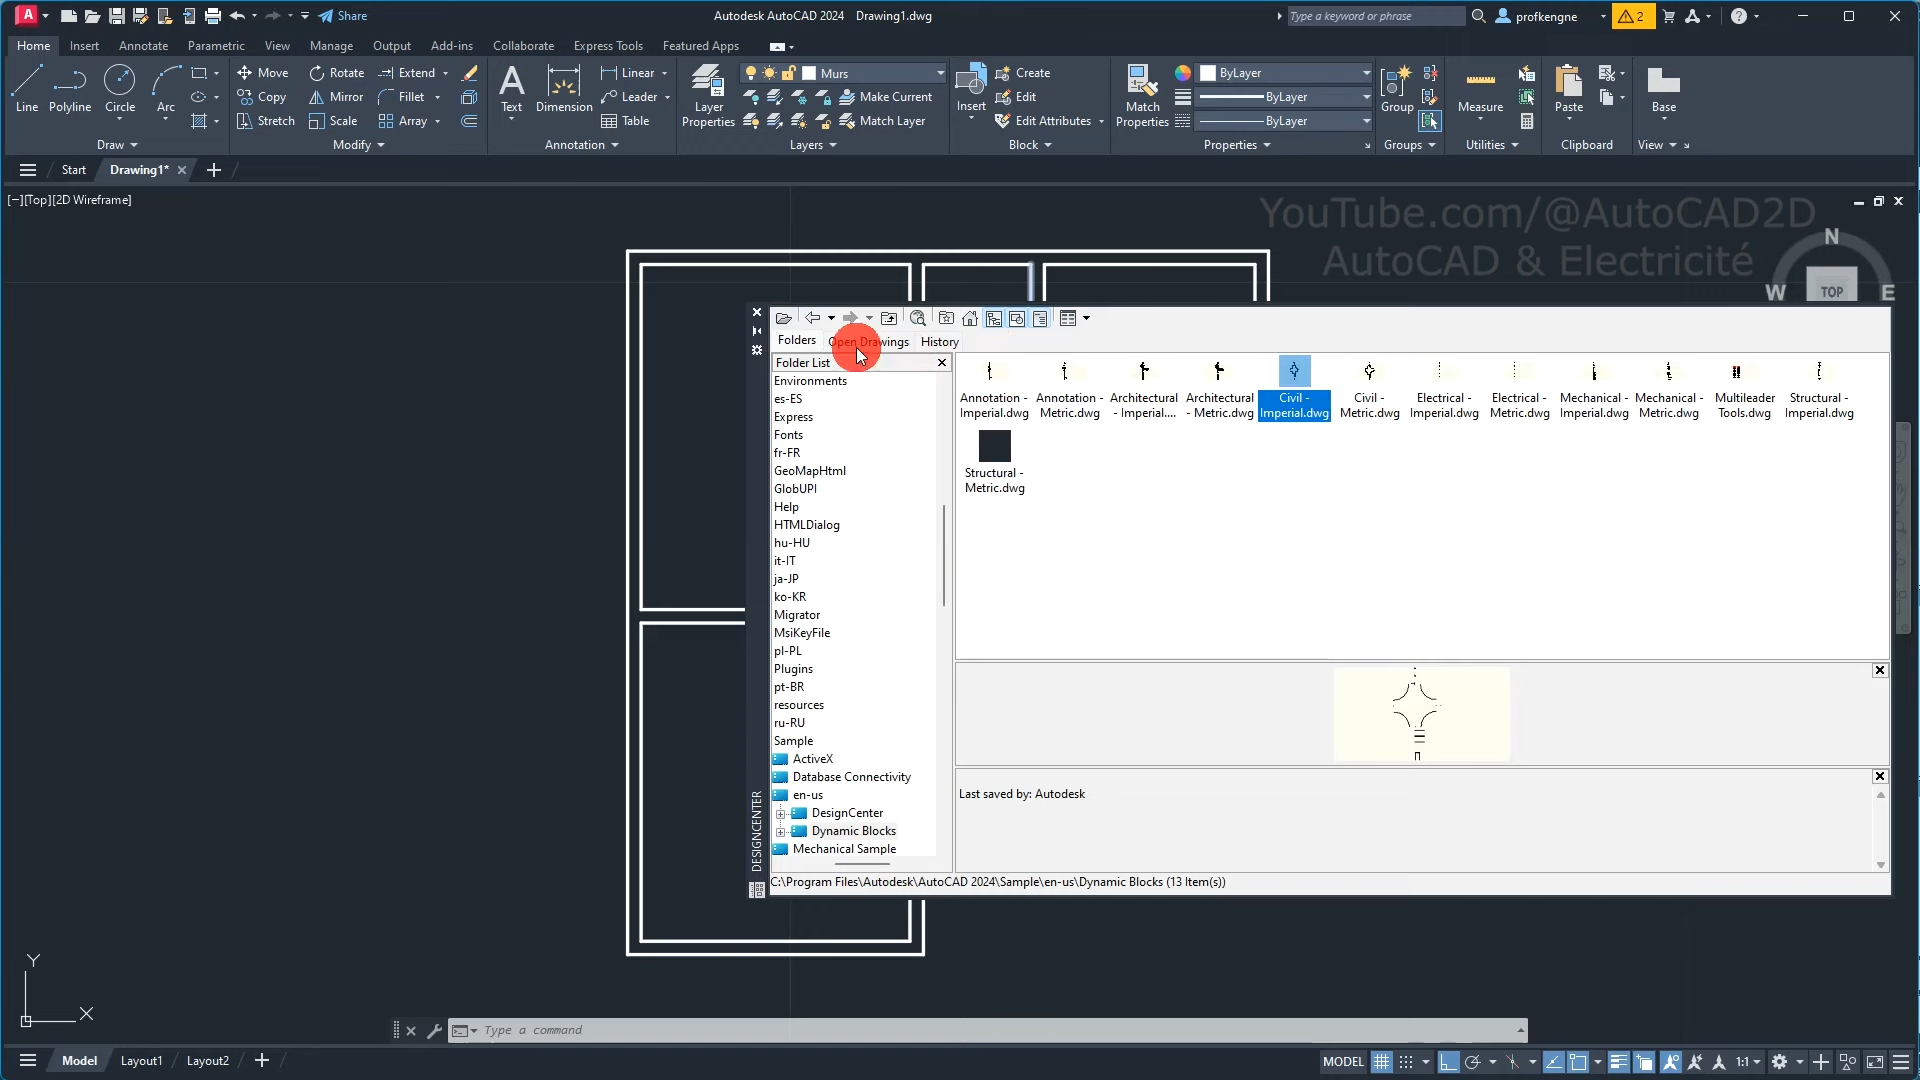 Share
Autodesk AutoCAD 2024 Drawing1.dwg
Type a keyword or phrase
profkengne
2
Home Insert Annotate Parametric View Manage Output Add-ins Collaborate Express Tools Featured Apps
Line
Polyline
Circle
Arc
Move Rotate Extend
Copy Mirror Fillet
Stretch Scale Array
Text
Dimension
Linear
Leader
Table
Layer
Properties
Murs
Make Current
Match Layer
Insert
Create
Edit
Edit Attributes
Match
Properties
ByLayer
ByLayer
ByLayer
Group
Measure
Paste
Base
Draw Modify Annotation Layers Block Properties Groups Utilities Clipboard View
Start Drawing1*
[−][Top][2D Wireframe]
YouTube.com/@AutoCAD2D
AutoCAD & Electricité
N
W TOP E
Folders Open Drawings History
Folder List
Environments
es-ES
Express
Fonts
fr-FR
GeoMapHtml
GlobUPI
Help
HTMLDialog
hu-HU
it-IT
ja-JP
ko-KR
Migrator
MsiKeyFile
pl-PL
Plugins
pt-BR
resources
ru-RU
Sample
ActiveX
Database Connectivity
en-us
DesignCenter
Dynamic Blocks
Mechanical Sample
DESIGNCENTER
Annotation -
Imperial.dwg
Annotation -
Metric.dwg
Architectural
- Imperial....
Architectural
- Metric.dwg
Civil -
Imperial.dwg
Civil -
Metric.dwg
Electrical -
Imperial.dwg
Electrical -
Metric.dwg
Mechanical -
Imperial.dwg
Mechanical -
Metric.dwg
Multileader
Tools.dwg
Structural -
Imperial.dwg
Structural -
Metric.dwg
Last saved by: Autodesk
C:\Program Files\Autodesk\AutoCAD 2024\Sample\en-us\Dynamic Blocks (13 Item(s))
Y
X
Type a command
Model Layout1 Layout2
MODEL
1:1